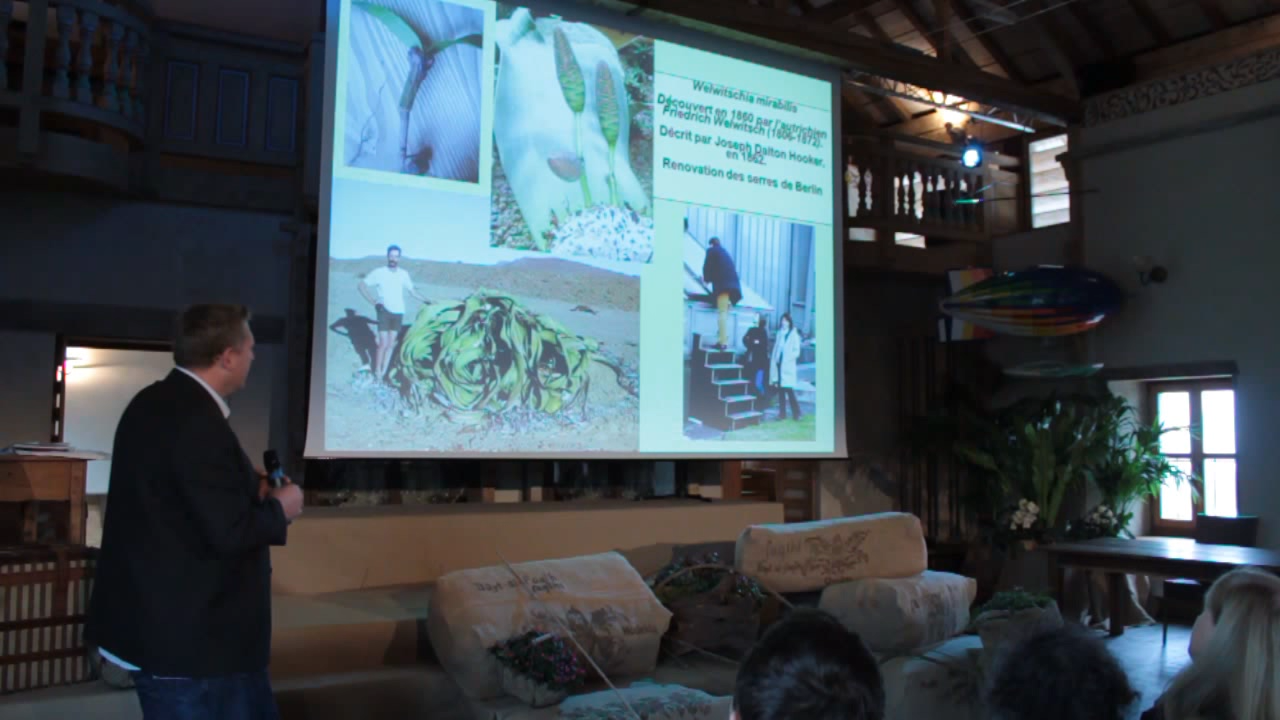 Welwitschia mirabilis
Découvert en 1860 par l'autrichien
Friedrich Welwitsch (1806-1872).
Décrit par Joseph Dalton Hooker,
en 1862.
Renovation des serres de Berlin